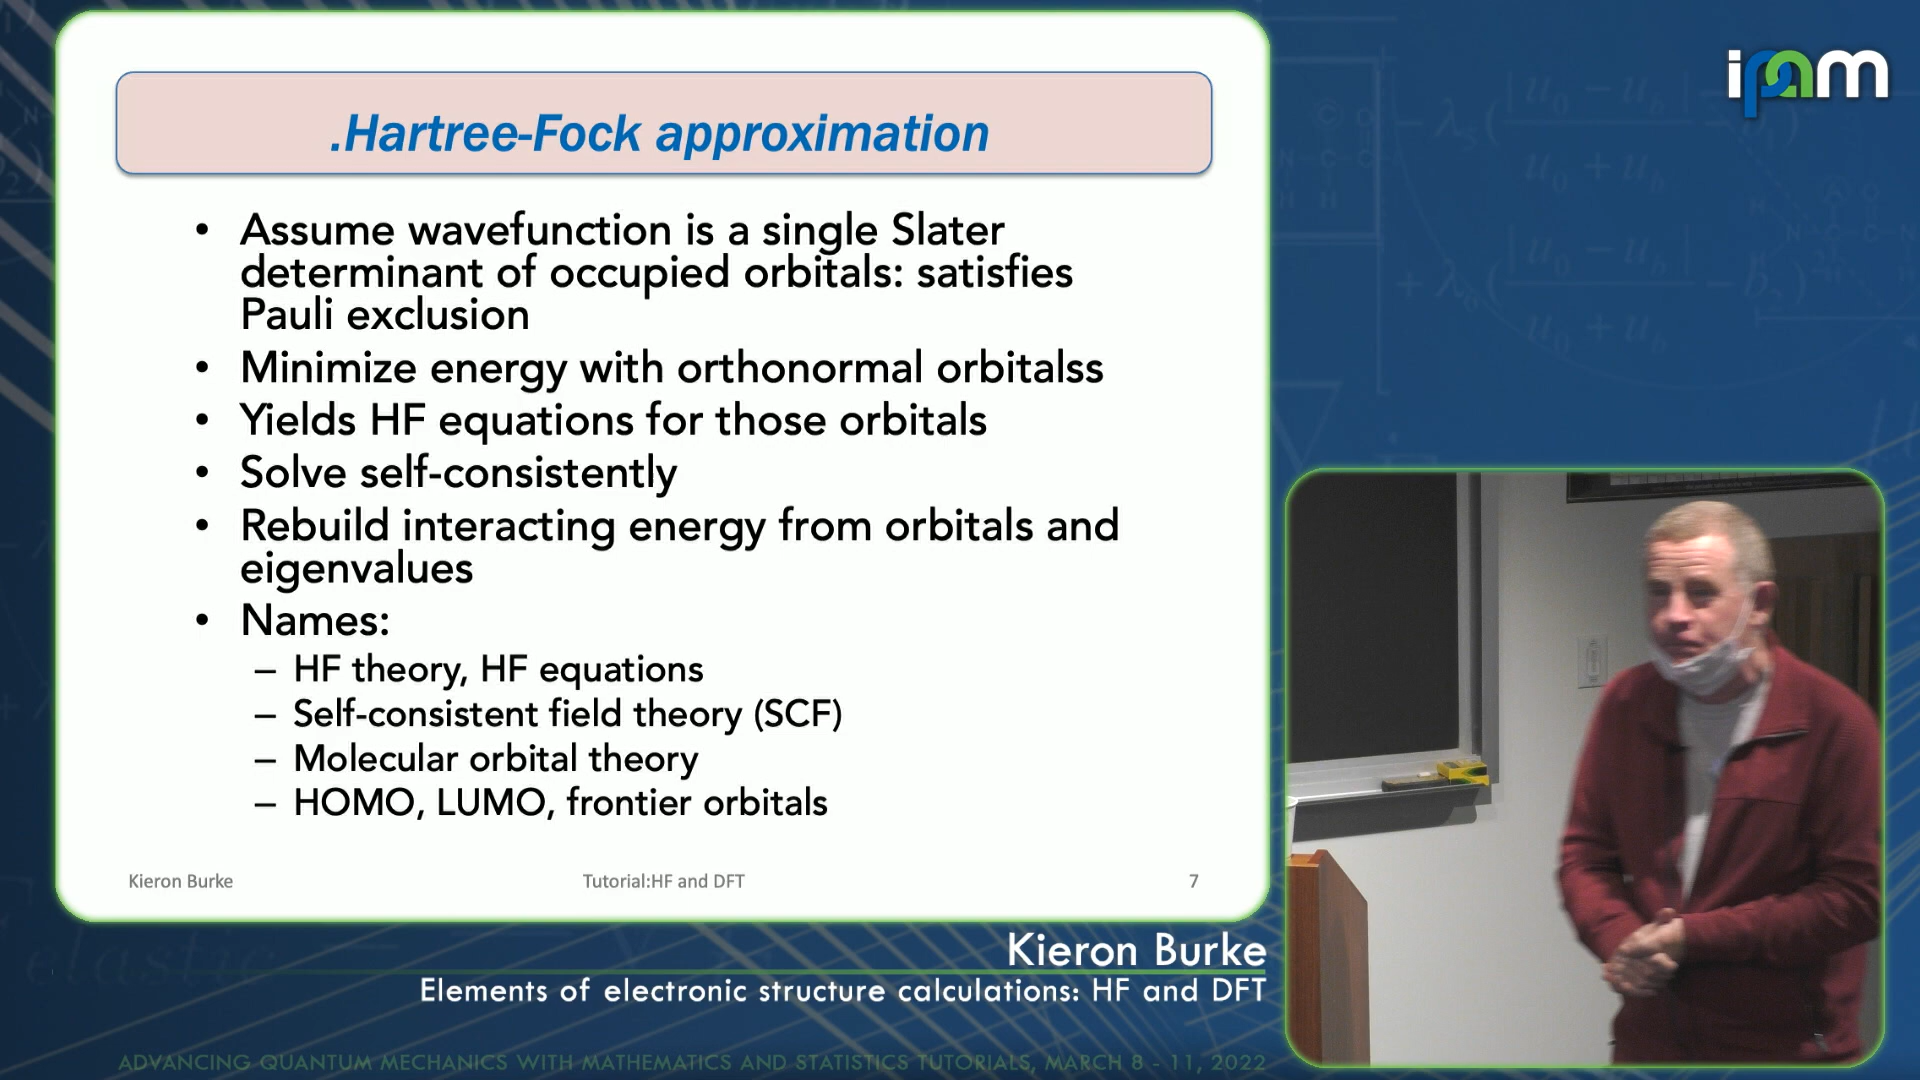 ipam
.Hartree-Fock approximation
• Assume wavefunction is a single Slater
determinant of occupied orbitals: satisfies
Pauli exclusion
• Minimize energy with orthonormal orbitalss
• Yields HF equations for those orbitals
• Solve self-consistently
• Rebuild interacting energy from orbitals and
eigenvalues
• Names:
– HF theory, HF equations
– Self-consistent field theory (SCF)
– Molecular orbital theory
– HOMO, LUMO, frontier orbitals
Kieron Burke
Tutorial:HF and DFT
7
Kieron Burke
Elements of electronic structure calculations: HF and DFT
elastic
ADVANCING QUANTUM MECHANICS WITH MATHEMATICS AND STATISTICS TUTORIALS, MARCH 8 - 11, 2022